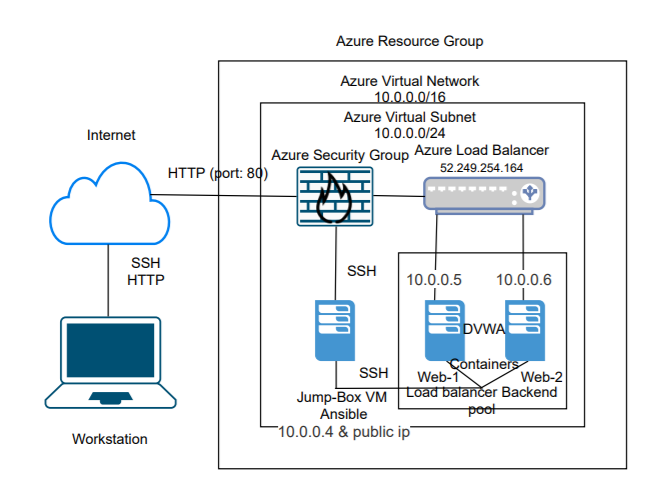 Azure Resource Group
Azure Virtual Network
10.0.0.0/16
Azure Virtual Subnet
10.0.0.0/24
Internet
Azure Security Group
Azure Load Balancer
52.249.254.164
HTTP (port: 80)
SSH
HTTP
SSH
10.0.0.5
10.0.0.6
DVWA
Containers
SSH
Web-1
Web-2
Load balancer Backend
pool
Jump-Box VM
Ansible
10.0.0.4 & public ip
Workstation